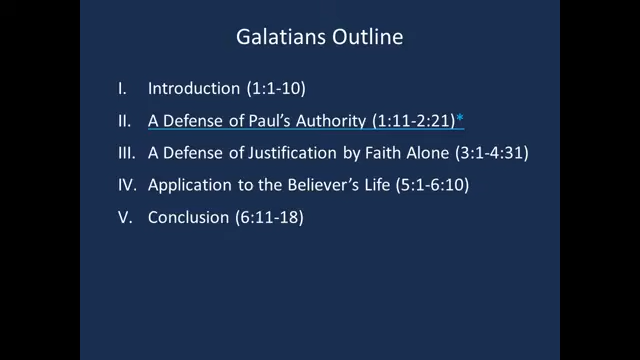 Galatians Outline
I. Introduction (1:1-10)
II. A Defense of Paul's Authority (1:11-2:21)*
III. A Defense of Justification by Faith Alone (3:1-4:31)
IV. Application to the Believer's Life (5:1-6:10)
V. Conclusion (6:11-18)